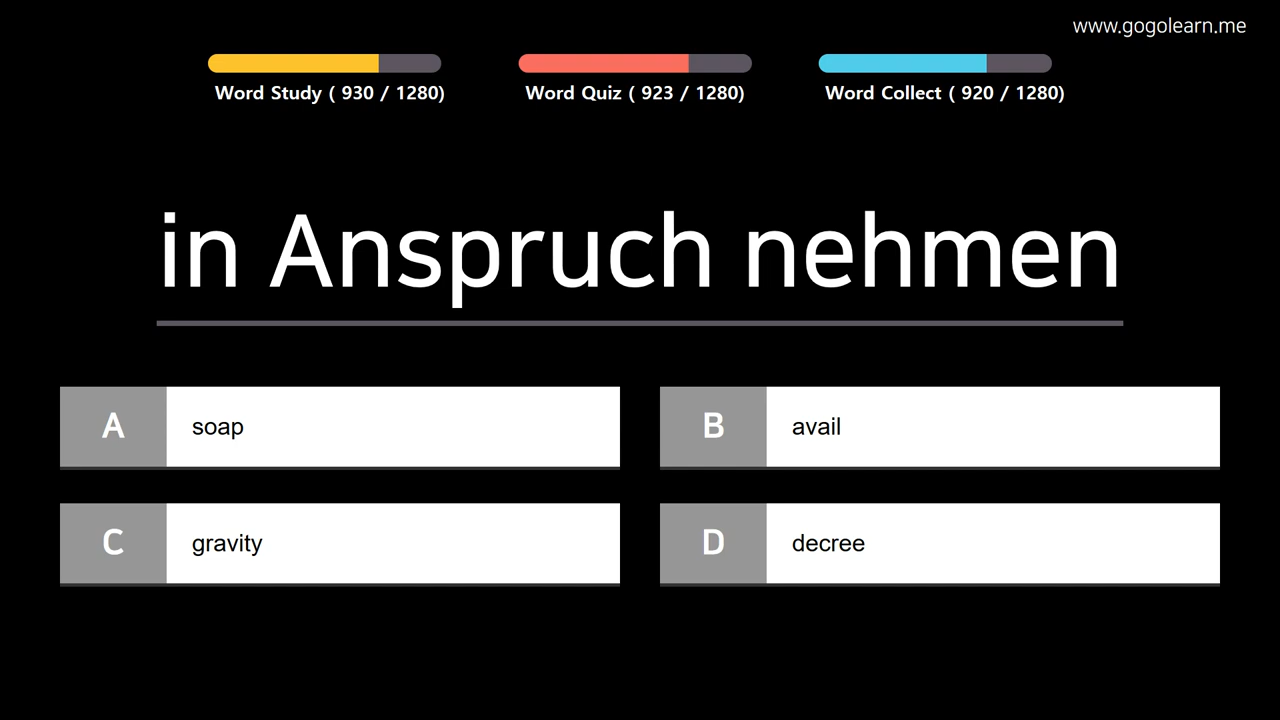 www.gogolearn.me
Word Study ( 930 / 1280)
Word Quiz ( 923 / 1280)
Word Collect ( 920 / 1280)
in Anspruch nehmen
A soap
B avail
C gravity
D decree